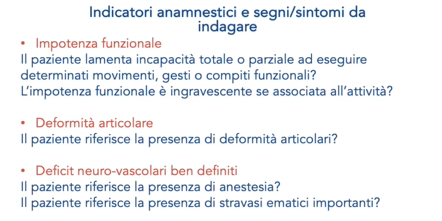 Indicatori anamnestici e segni/sintomi da
indagare
• Impotenza funzionale
Il paziente lamenta incapacità totale o parziale ad eseguire
determinati movimenti, gesti o compiti funzionali?
L'impotenza funzionale è ingravescente se associata all'attività?
• Deformità articolare
Il paziente riferisce la presenza di deformità articolari?
• Deficit neuro-vascolari ben definiti
Il paziente riferisce la presenza di anestesia?
Il paziente riferisce la presenza di stravasi ematici importanti?